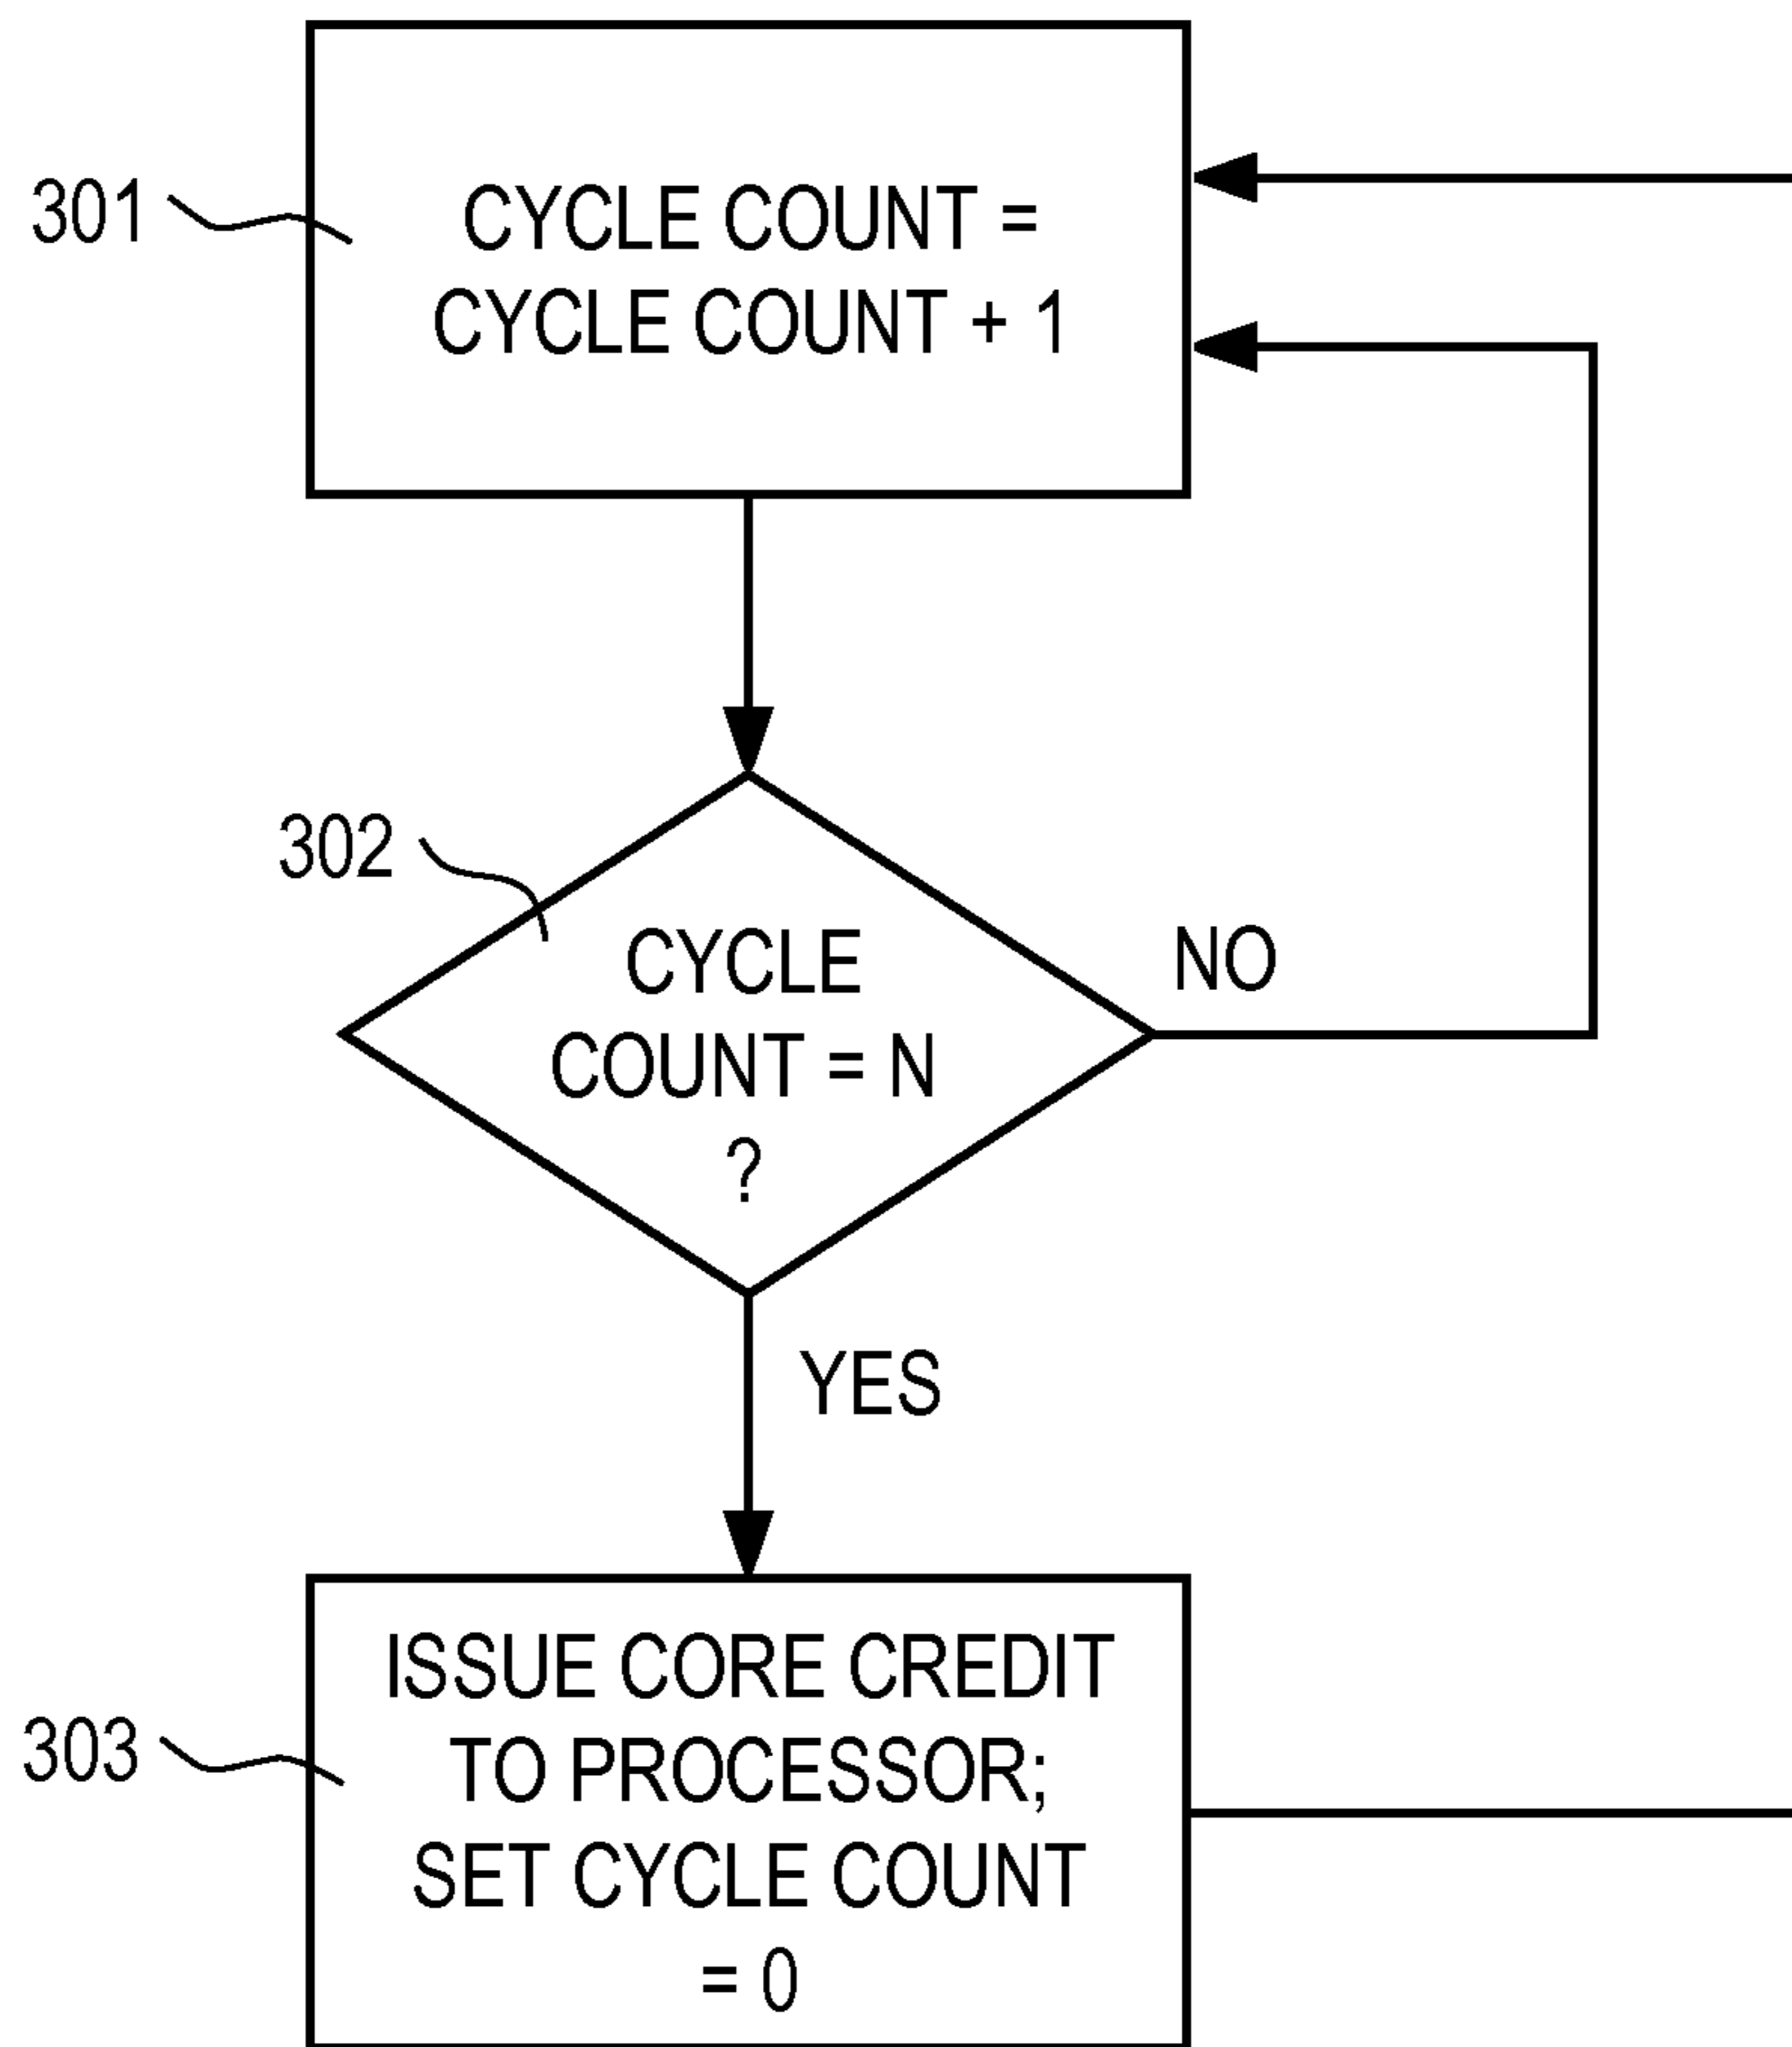 301
CYCLE COUNT =
CYCLE COUNT + 1
302
CYCLE
COUNT = N
?
NO
YES
303
ISSUE CORE CREDIT
TO PROCESSOR;
SET CYCLE COUNT
= 0